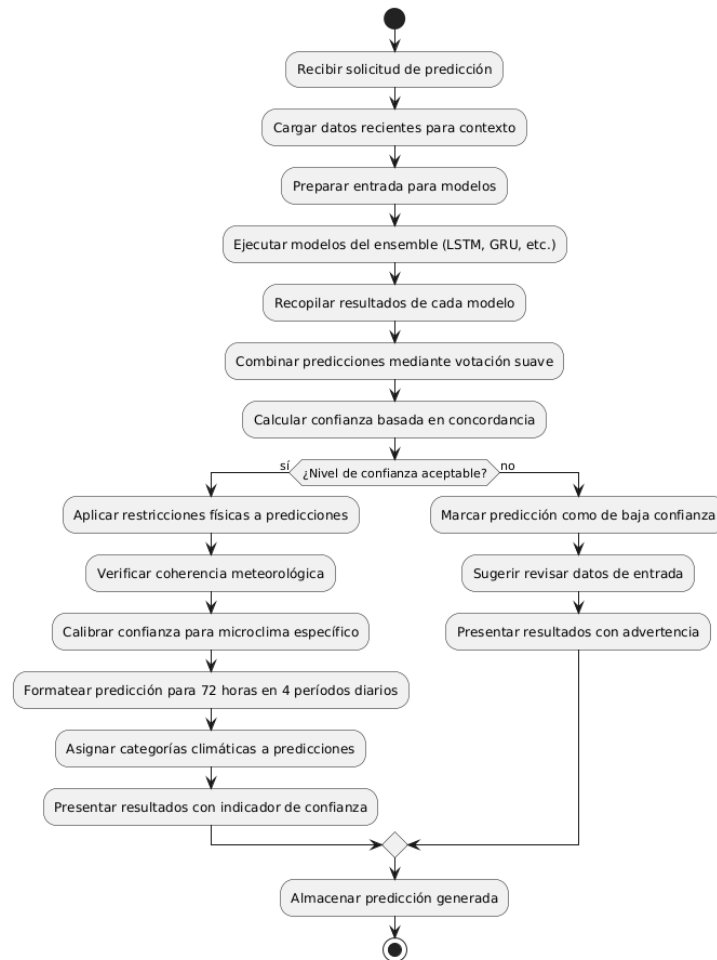 Recibir solicitud de predicción
Cargar datos recientes para contexto
Preparar entrada para modelos
Ejecutar modelos del ensemble (LSTM, GRU, etc.)
Recopilar resultados de cada modelo
Combinar predicciones mediante votación suave
Calcular confianza basada en concordancia
sí
¿Nivel de confianza aceptable?
no
Aplicar restricciones físicas a predicciones
Verificar coherencia meteorológica
Calibrar confianza para microclima específico
Formatear predicción para 72 horas en 4 períodos diarios
Asignar categorías climáticas a predicciones
Presentar resultados con indicador de confianza
Marcar predicción como de baja confianza
Sugerir revisar datos de entrada
Presentar resultados con advertencia
Almacenar predicción generada